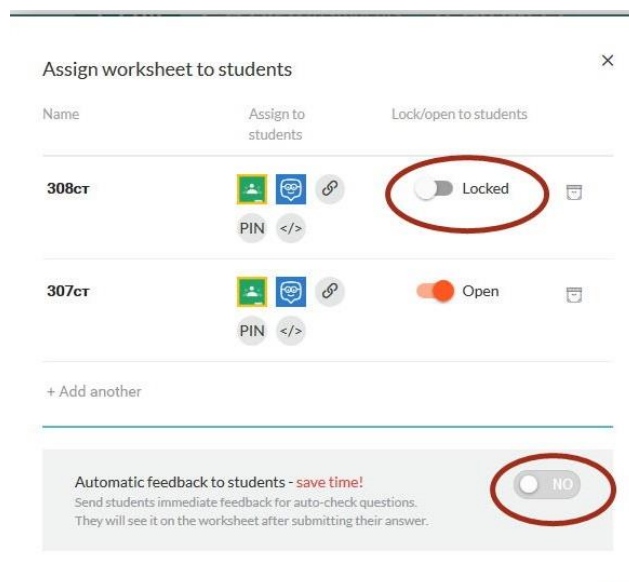 Assign worksheet to students
×
Name
Assign to
students
Lock/open to students
308ст
Locked
PIN </>
307ст
Open
PIN </>
+ Add another
Automatic feedback to students - save time!
NO
Send students immediate feedback for auto-check questions.
They will see it on the worksheet after submitting their answer.